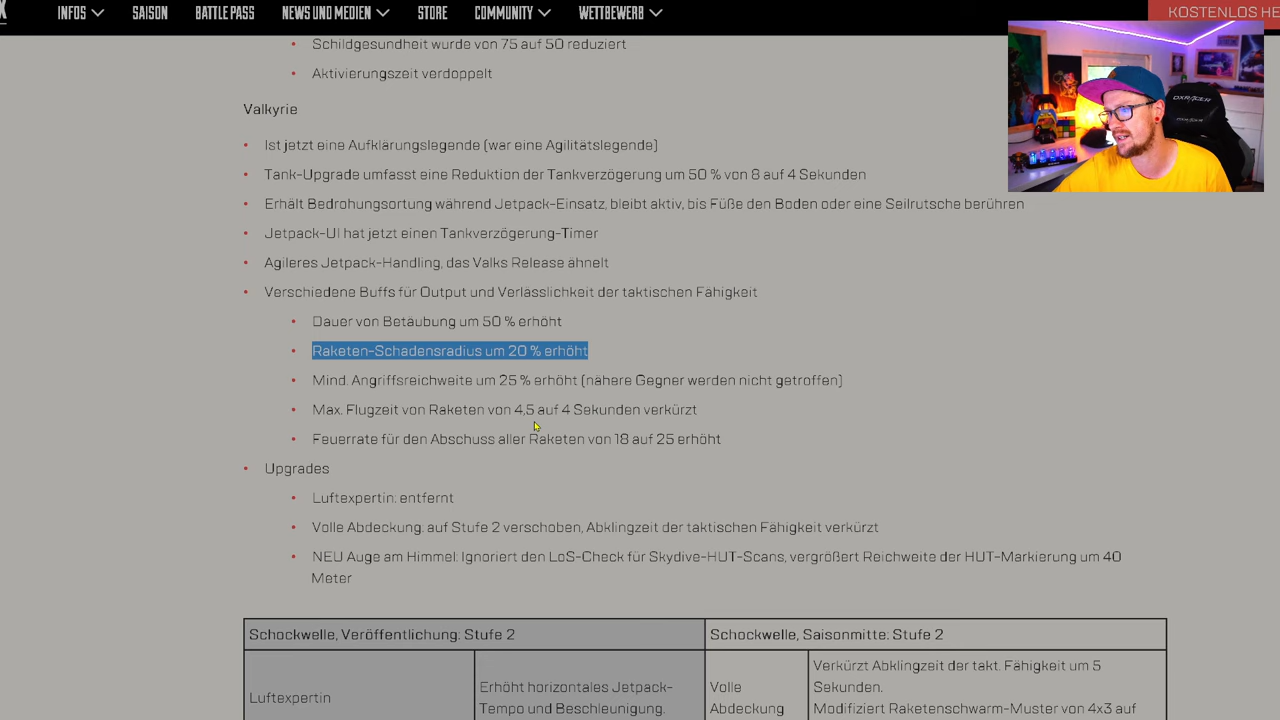 X INFOS SAISON BATTLE PASS NEWS UND MEDIEN STORE COMMUNITY WETTBEWERB KOSTENLOS HE
• Schildgesundheit wurde von 75 auf 50 reduziert
• Aktivierungszeit verdoppelt
Valkyrie
• Ist jetzt eine Aufklärungslegende (war eine Agilitätslegende)
• Tank-Upgrade umfasst eine Reduktion der Tankverzögerung um 50 % von 8 auf 4 Sekunden
• Erhält Bedrohungsortung während Jetpack-Einsatz, bleibt aktiv, bis Füße den Boden oder eine Seilrutsche berühren
• Jetpack-UI hat jetzt einen Tankverzögerung-Timer
• Agileres Jetpack-Handling, das Valks Release ähnelt
• Verschiedene Buffs für Output und Verlässlichkeit der taktischen Fähigkeit
• Dauer von Betäubung um 50 % erhöht
• Raketen-Schadensradius um 20 % erhöht
• Mind. Angriffsreichweite um 25 % erhöht (nähere Gegner werden nicht getroffen)
• Max. Flugzeit von Raketen von 4,5 auf 4 Sekunden verkürzt
• Feuerrate für den Abschuss aller Raketen von 18 auf 25 erhöht
• Upgrades
• Luftexpertin: entfernt
• Volle Abdeckung: auf Stufe 2 verschoben, Abklingzeit der taktischen Fähigkeit verkürzt
• NEU Auge am Himmel: Ignoriert den LoS-Check für Skydive-HUT-Scans, vergrößert Reichweite der HUT-Markierung um 40
Meter
Schockwelle, Veröffentlichung: Stufe 2 Schockwelle, Saisonmitte: Stufe 2
Luftexpertin
Erhöht horizontales Jetpack-
Tempo und Beschleunigung.
Volle
Abdeckung
Verkürzt Abklingzeit der takt. Fähigkeit um 5
Sekunden.
Modifiziert Raketenschwarm-Muster von 4x3 auf
DXRACER